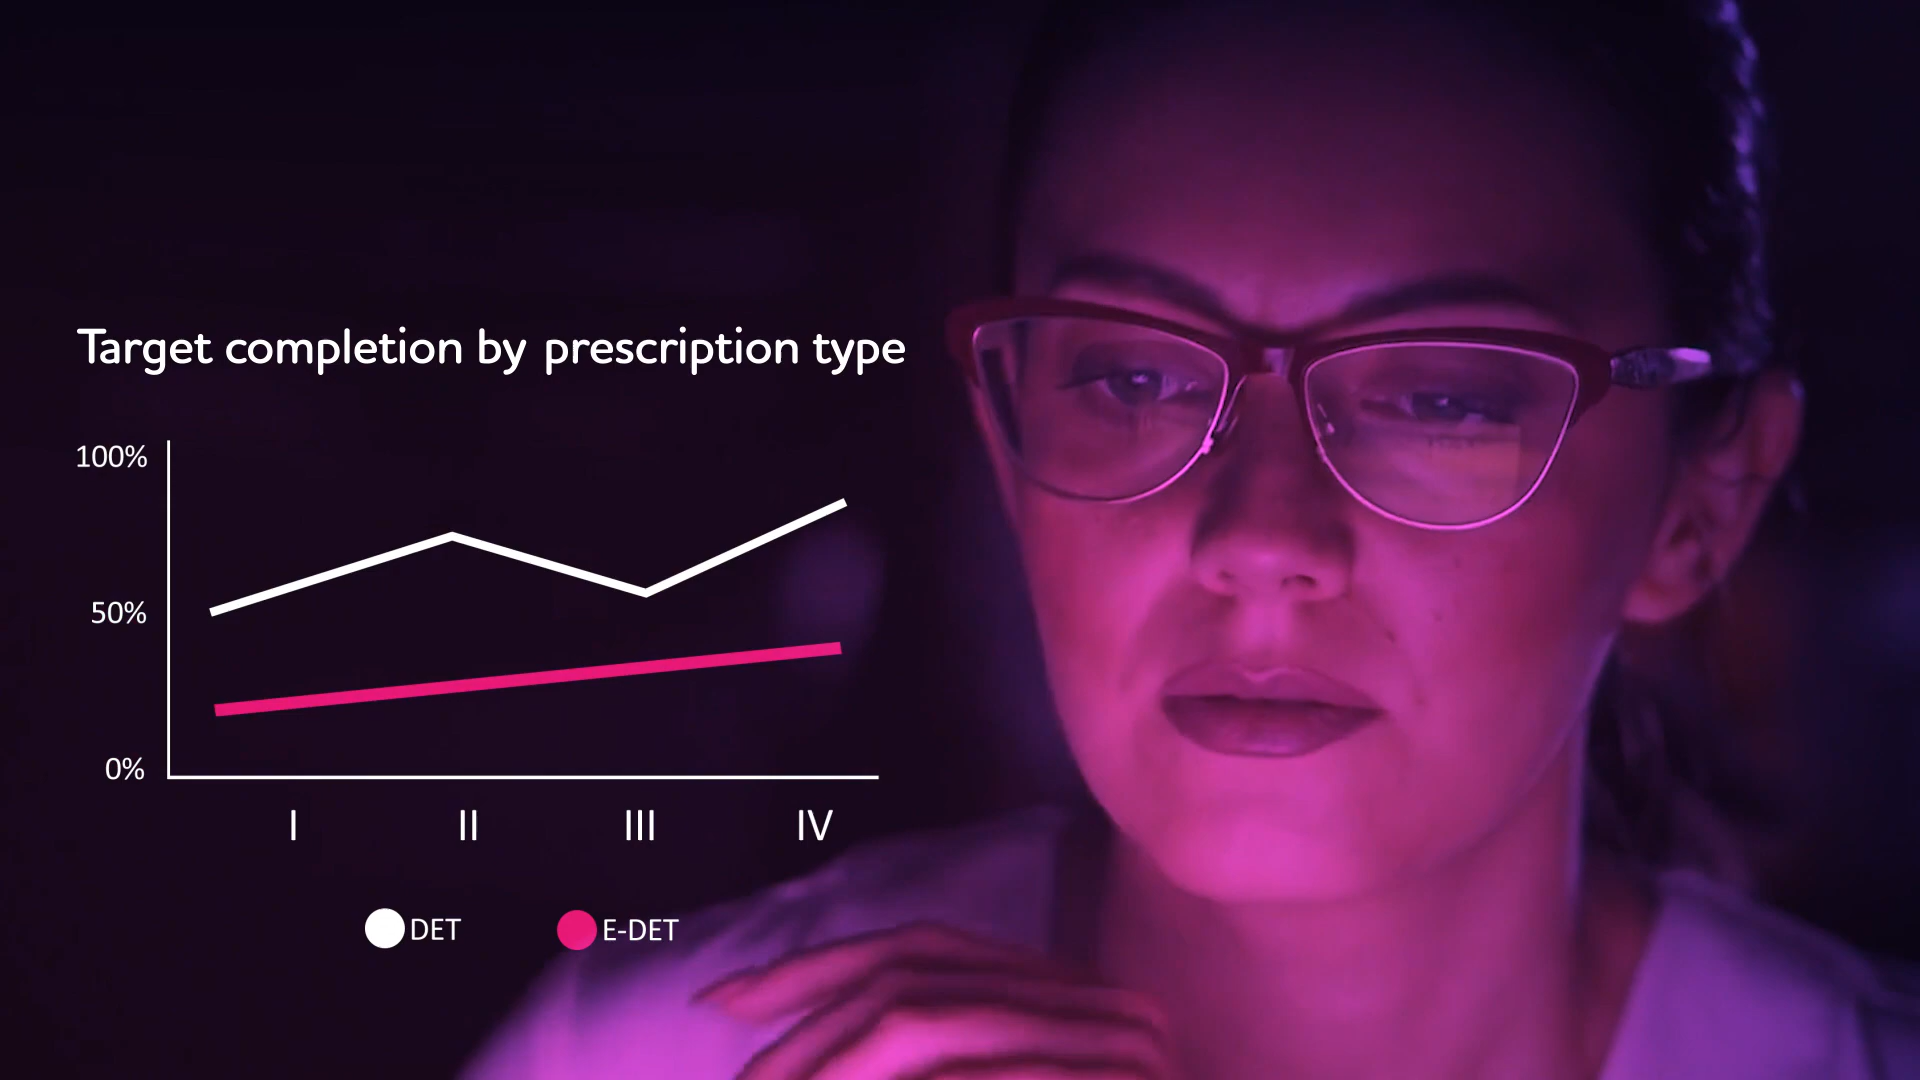 Target completion by prescription type
100%
50%
0%
I II III IV
DET E-DET